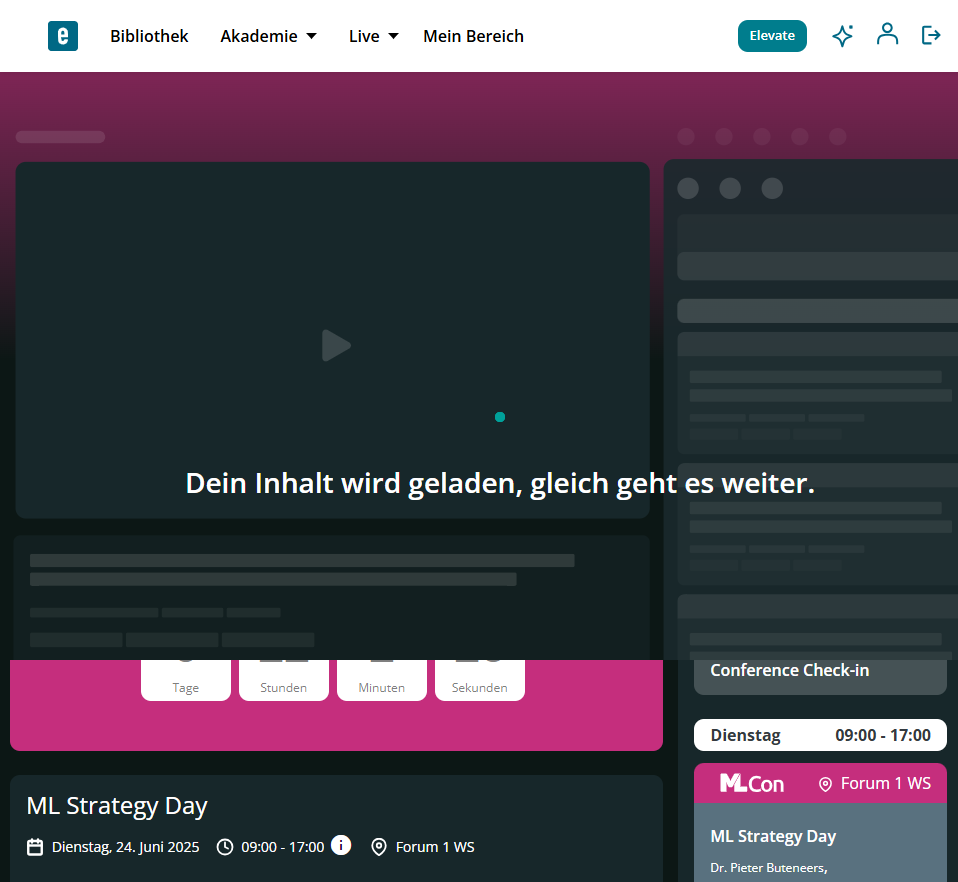 e
Bibliothek Akademie Live Mein Bereich Elevate
Dein Inhalt wird geladen, gleich geht es weiter.
Tage Stunden Minuten Sekunden
ML Strategy Day
Dienstag, 24. Juni 2025 09:00 - 17:00 i Forum 1 WS
Conference Check-in
Dienstag 09:00 - 17:00
MLCon Forum 1 WS
ML Strategy Day
Dr. Pieter Buteneers,